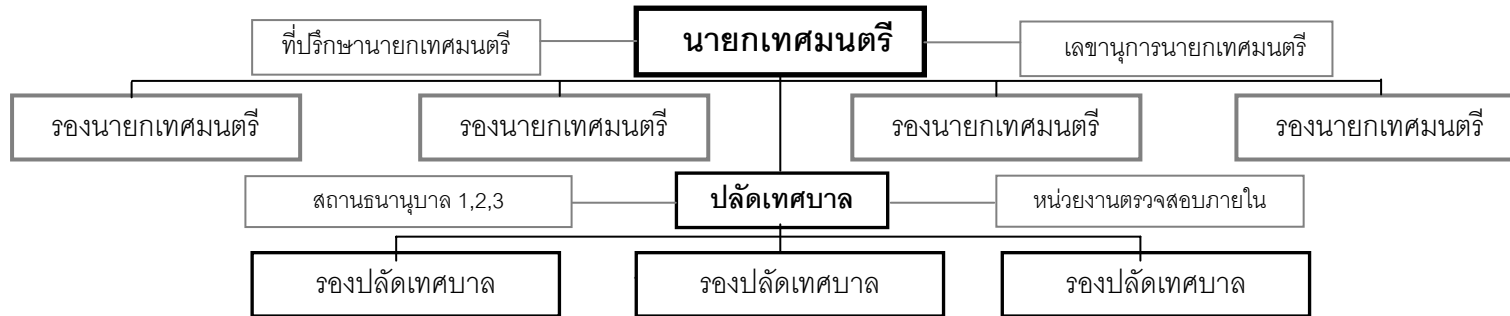 ที่ปรึกษานายกเทศมนตรี
นายกเทศมนตรี
เลขานุการนายกเทศมนตรี
รองนายกเทศมนตรี
รองนายกเทศมนตรี
รองนายกเทศมนตรี
รองนายกเทศมนตรี
สถานธนานุบาล 1,2,3
ปลัดเทศบาล
หน่วยงานตรวจสอบภายใน
รองปลัดเทศบาล
รองปลัดเทศบาล
รองปลัดเทศบาล